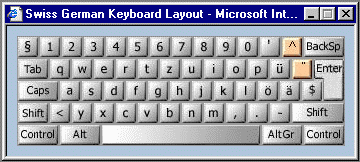 Swiss German Keyboard Layout - Microsoft Int...
§ 1 2 3 4 5 6 7 8 9 0 ' ^ BackSp
Tab q w e r t z u i o p ü ¨ Enter
Caps a s d f g h j k l ö ä $
Shift < y x c v b n m , . - Shift
Control Alt AltGr Control